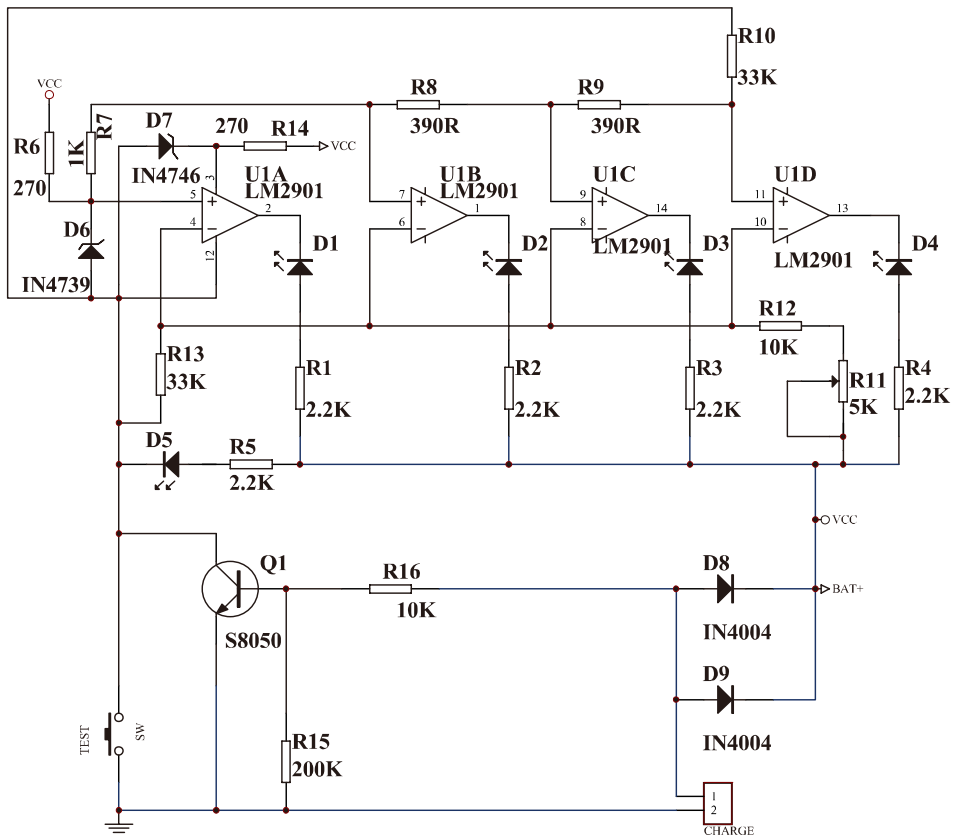 R10
33K
VCC
R8
R9
390R
390R
R6
270
R7
1K
D7
IN4746
270
R14
VCC
3
U1A
LM2901
5
4
2
12
U1B
LM2901
7
6
1
U1C
LM2901
9
8
14
U1D
LM2901
11
10
13
D6
IN4739
D1
D2
D3
D4
R12
10K
R13
33K
R1
2.2K
R2
2.2K
R3
2.2K
R11
5K
R4
2.2K
D5
R5
2.2K
VCC
Q1
S8050
R16
10K
D8
IN4004
BAT+
D9
IN4004
TEST
SW
R15
200K
1
2
CHARGE